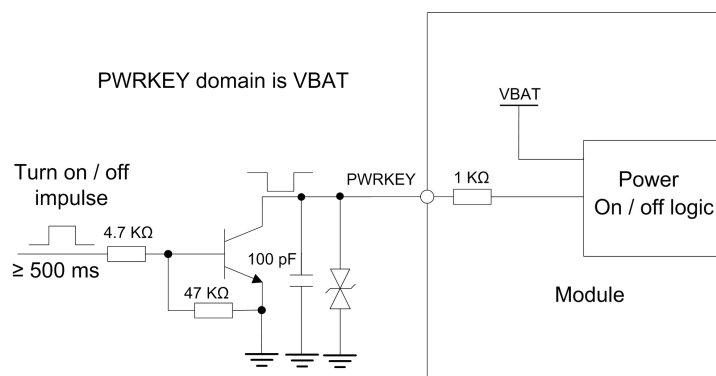 PWRKEY domain is VBAT
VBAT
Turn on / off
impulse
PWRKEY
1 KΩ
Power
On / off logic
4.7 KΩ
≥ 500 ms
100 pF
47 KΩ
Module